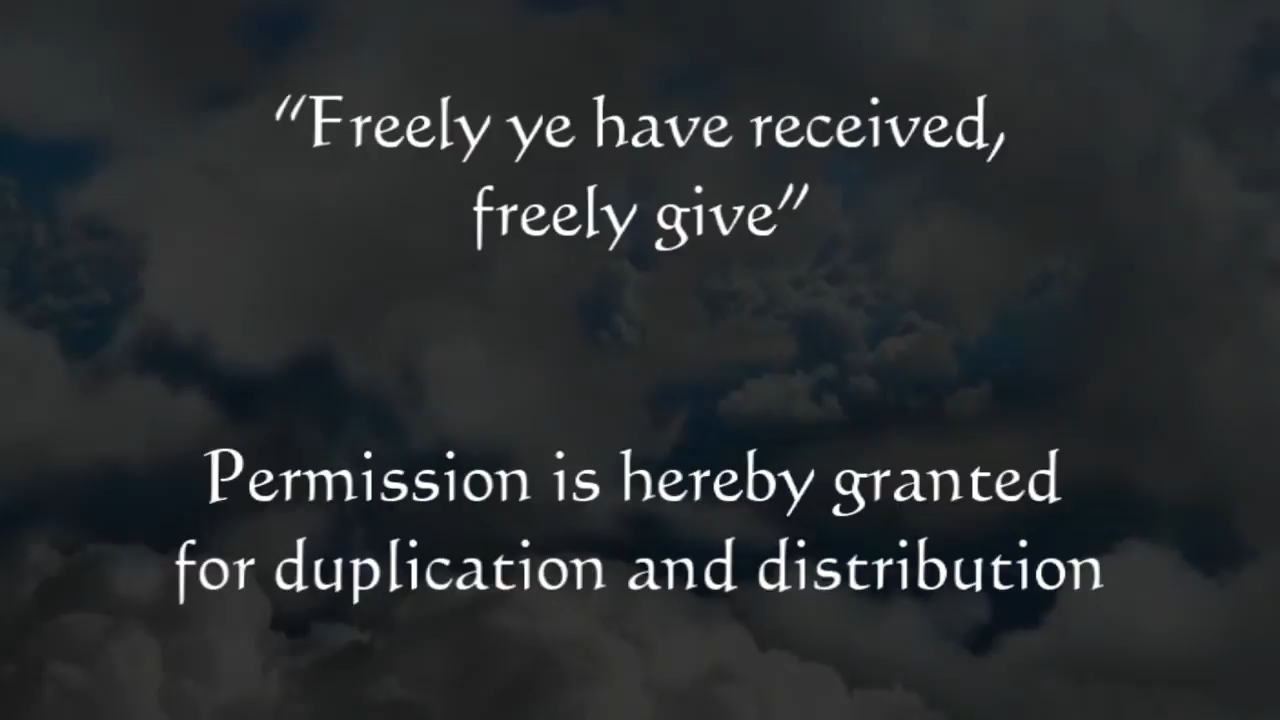 “Freely ye have received,
freely give”
Permission is hereby granted
for duplication and distribution